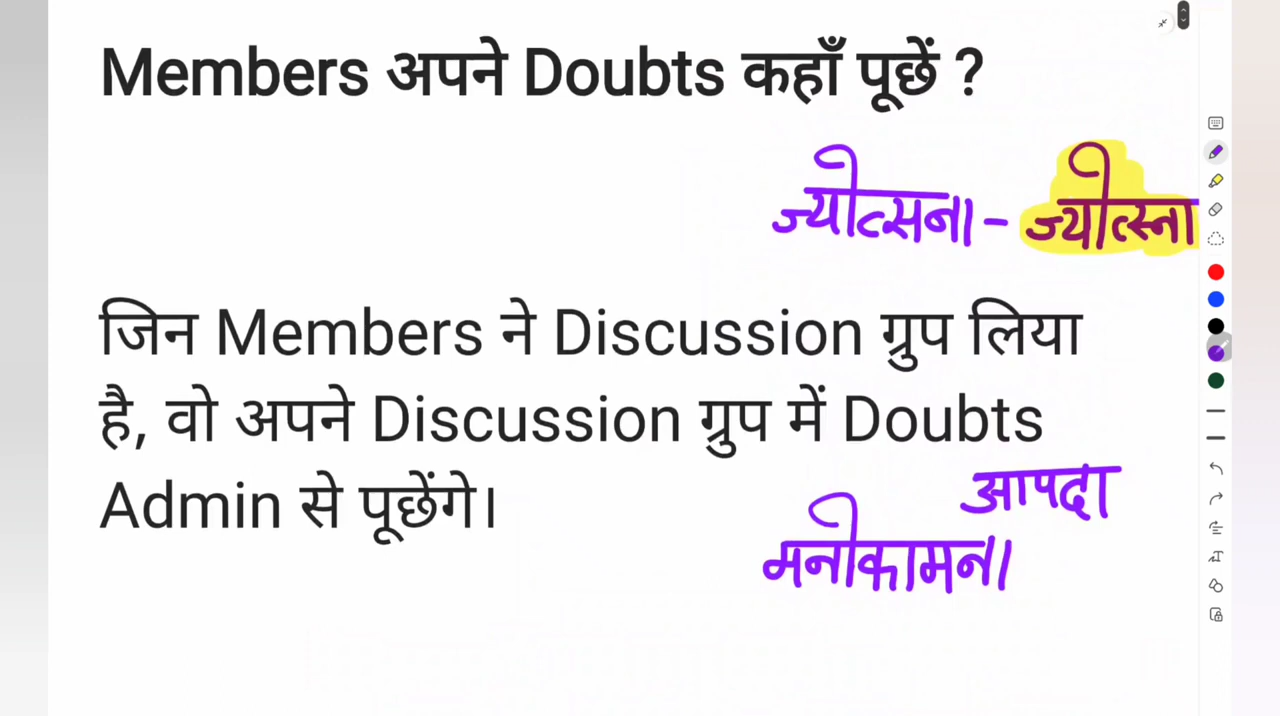 Members अपने Doubts कहाँ पूछें ?
ज्योत्सना - ज्योत्स्ना
जिन Members ने Discussion ग्रुप लिया
है, वो अपने Discussion ग्रुप में Doubts
Admin से पूछेंगे।
आपदा
मनोकामना